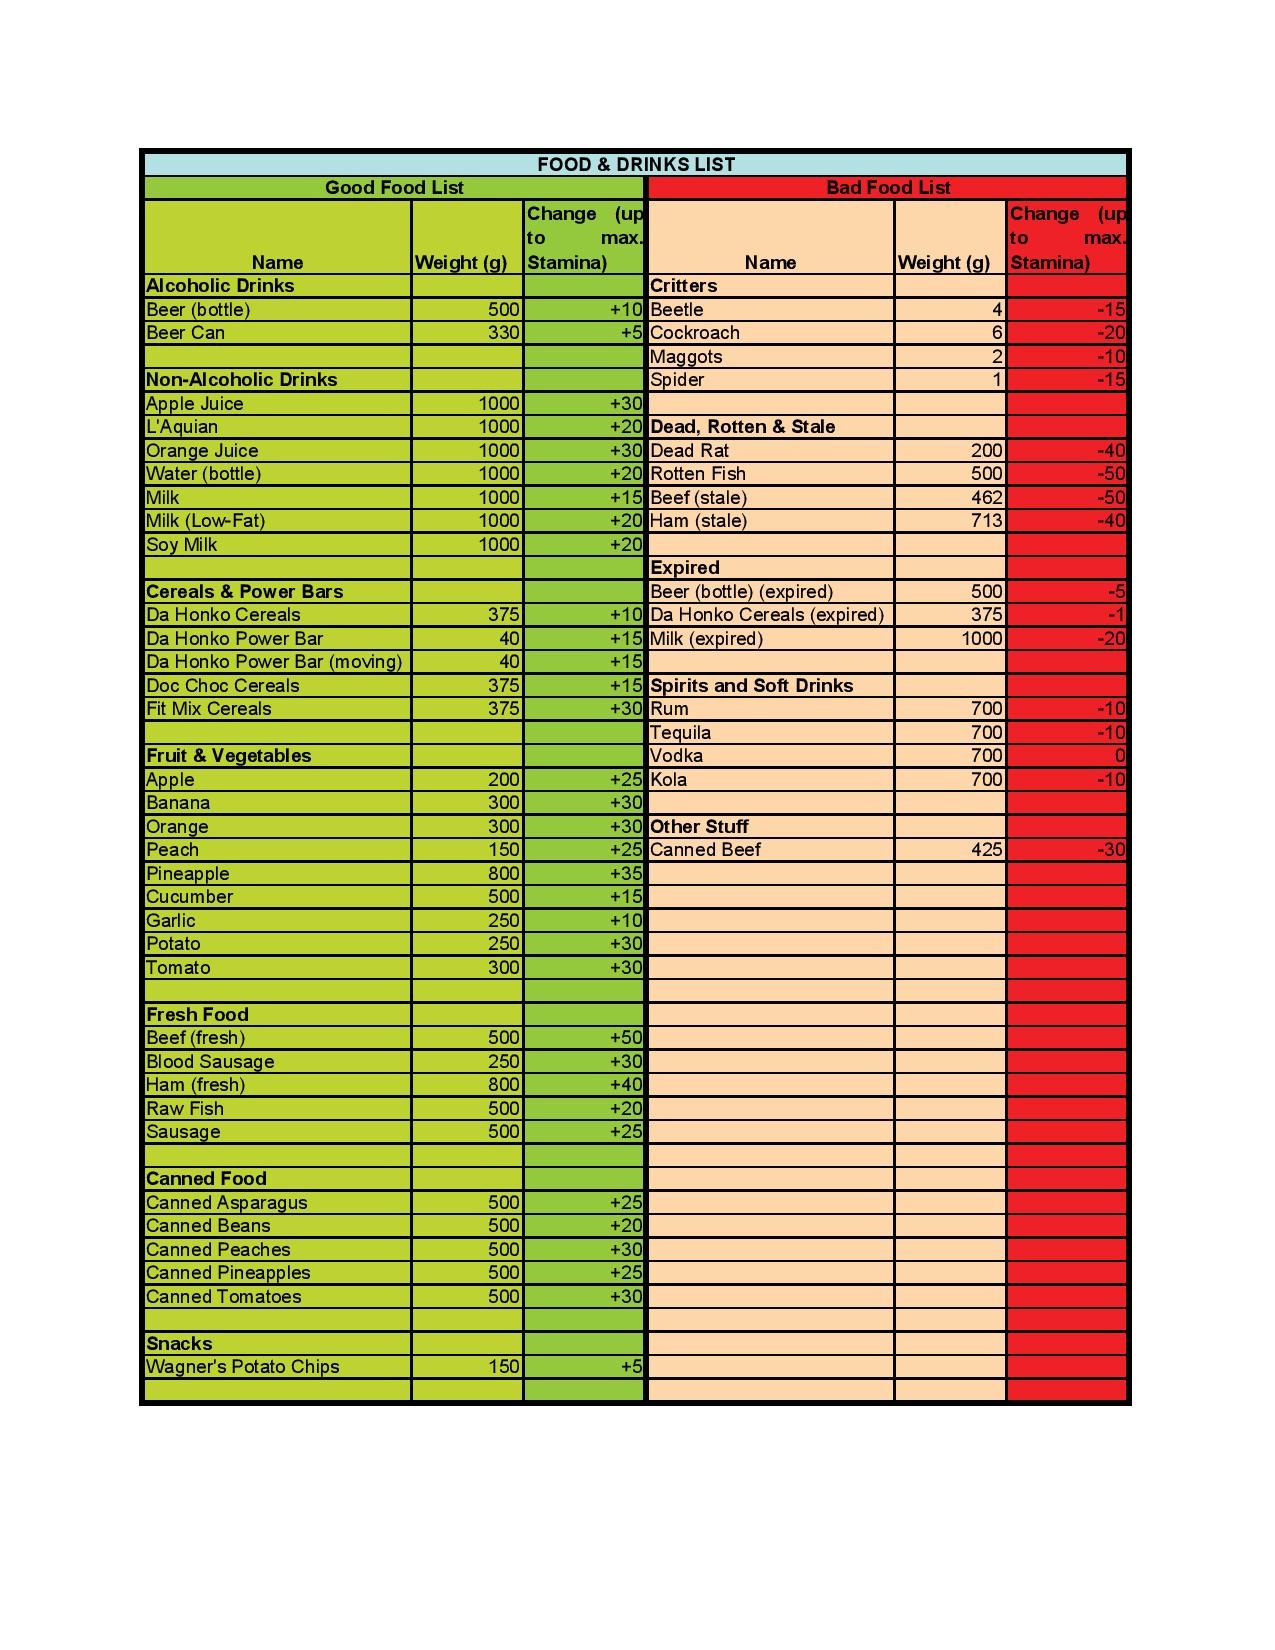 FOOD & DRINKS LIST
Good Food List Bad Food List
Name Weight (g) Change (up to max. Stamina) Name Weight (g) Change (up to max. Stamina)
Alcoholic Drinks Critters
Beer (bottle) 500 +10 Beetle 4 -15
Beer Can 330 +5 Cockroach 6 -20
Maggots 2 -10
Non-Alcoholic Drinks Spider 1 -15
Apple Juice 1000 +30
L'Aquian 1000 +20 Dead, Rotten & Stale
Orange Juice 1000 +30 Dead Rat 200 -40
Water (bottle) 1000 +20 Rotten Fish 500 -50
Milk 1000 +15 Beef (stale) 462 -50
Milk (Low-Fat) 1000 +20 Ham (stale) 713 -40
Soy Milk 1000 +20
Expired
Cereals & Power Bars Beer (bottle) (expired) 500 -5
Da Honko Cereals 375 +10 Da Honko Cereals (expired) 375 -1
Da Honko Power Bar 40 +15 Milk (expired) 1000 -20
Da Honko Power Bar (moving) 40 +15
Doc Choc Cereals 375 +15 Spirits and Soft Drinks
Fit Mix Cereals 375 +30 Rum 700 -10
Tequila 700 -10
Fruit & Vegetables Vodka 700 0
Apple 200 +25 Kola 700 -10
Banana 300 +30
Orange 300 +30 Other Stuff
Peach 150 +25 Canned Beef 425 -30
Pineapple 800 +35
Cucumber 500 +15
Garlic 250 +10
Potato 250 +30
Tomato 300 +30
Fresh Food
Beef (fresh) 500 +50
Blood Sausage 250 +30
Ham (fresh) 800 +40
Raw Fish 500 +20
Sausage 500 +25
Canned Food
Canned Asparagus 500 +25
Canned Beans 500 +20
Canned Peaches 500 +30
Canned Pineapples 500 +25
Canned Tomatoes 500 +30
Snacks
Wagner's Potato Chips 150 +5